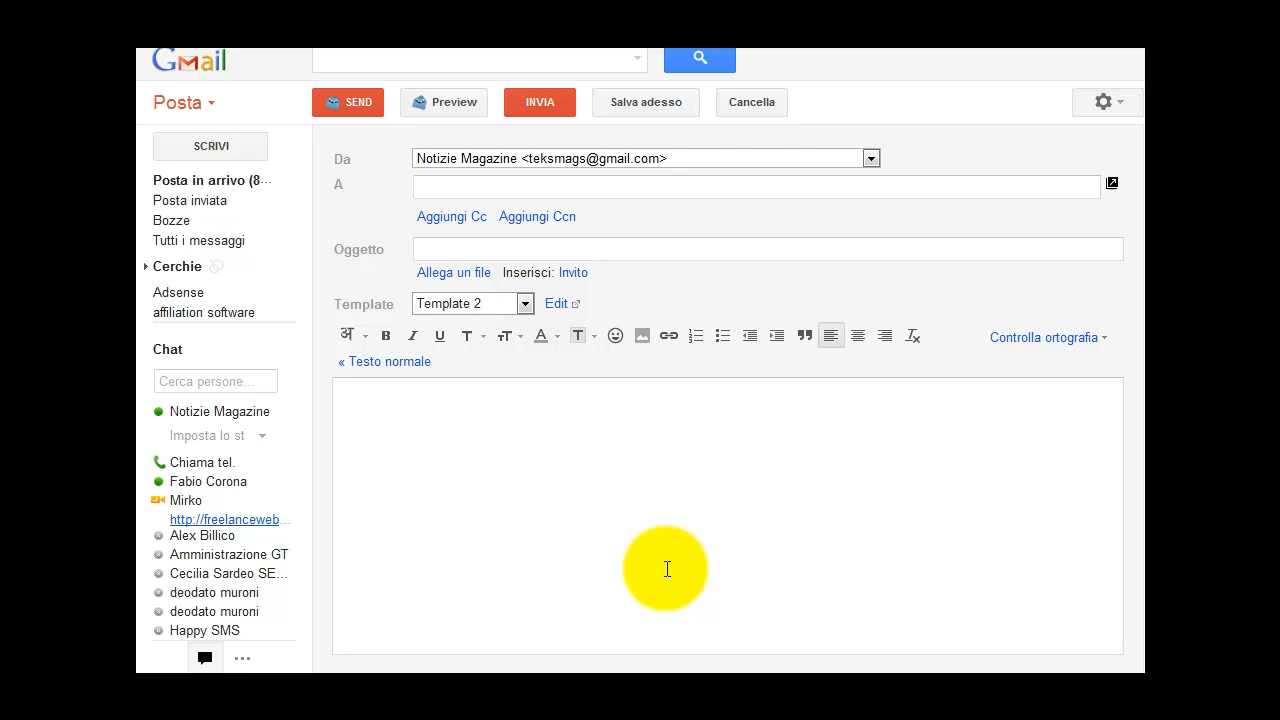 Gmail
Posta
SEND
Preview
INVIA
Salva adesso
Cancella
SCRIVI
Posta in arrivo (8...
Posta inviata
Bozze
Tutti i messaggi
Cerchie
Adsense
affiliation software
Chat
Cerca persone...
Notizie Magazine
Imposta lo st
Chiama tel.
Fabio Corona
Mirko
http://freelanceweb...
Alex Billico
Amministrazione GT
Cecilia Sardeo SE...
deodato muroni
deodato muroni
Happy SMS
Da
Notizie Magazine <teksmags@gmail.com>
A
Aggiungi Cc Aggiungi Ccn
Oggetto
Allega un file Inserisci: Invito
Template
Template 2
Edit
अ B I U T тT A T
Controlla ortografia
« Testo normale